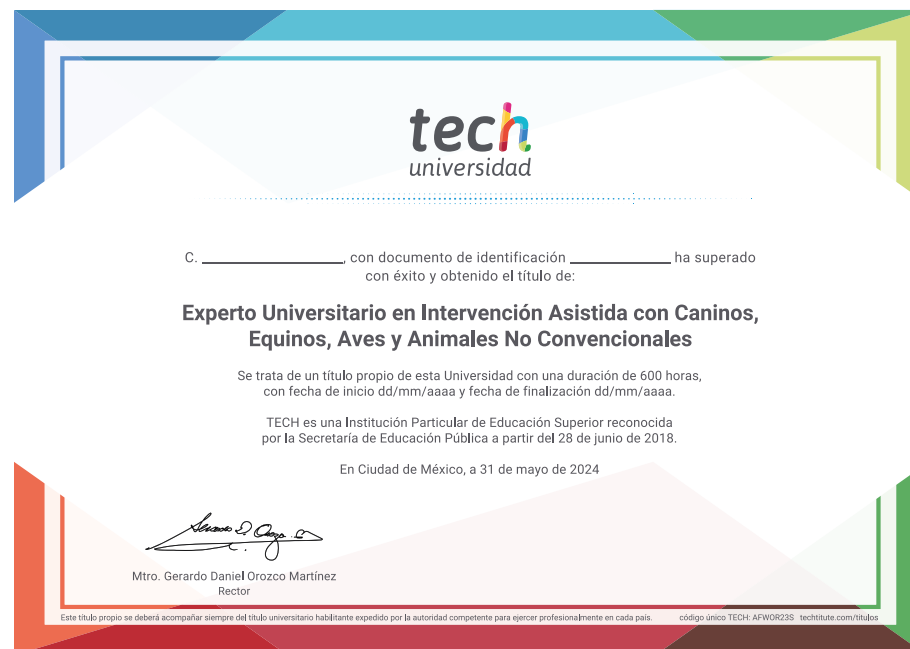 tech
universidad
C. ____________________, con documento de identificación ______________ ha superado
con éxito y obtenido el título de:
Experto Universitario en Intervención Asistida con Caninos,
Equinos, Aves y Animales No Convencionales
Se trata de un título propio de esta Universidad con una duración de 600 horas,
con fecha de inicio dd/mm/aaaa y fecha de finalización dd/mm/aaaa.
TECH es una Institución Particular de Educación Superior reconocida
por la Secretaría de Educación Pública a partir del 28 de junio de 2018.
En Ciudad de México, a 31 de mayo de 2024
Mtro. Gerardo Daniel Orozco Martínez
Rector
Este título propio se deberá acompañar siempre del título universitario habilitante expedido por la autoridad competente para ejercer profesionalmente en cada país. código único TECH: AFWOR23S techtitute.com/titulos